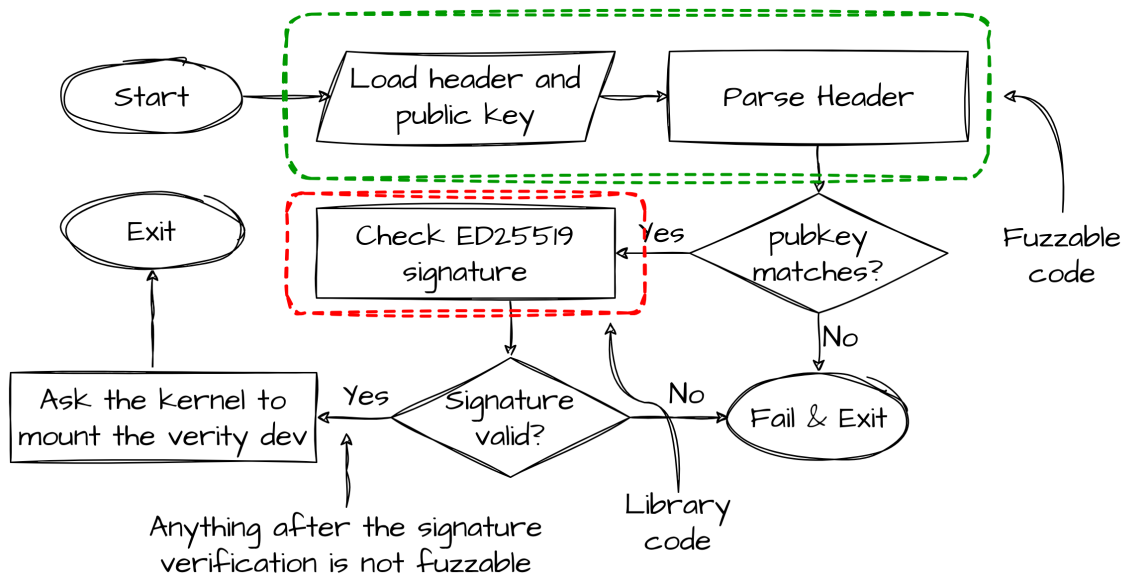 Start
Load header and
public key
Parse Header
Fuzzable
code
Exit
Check ED25519
signature
Yes
pubkey
matches?
No
Ask the kernel to
mount the verity dev
Yes
Signature
valid?
No
Fail & Exit
Anything after the signature
verification is not fuzzable
Library
code